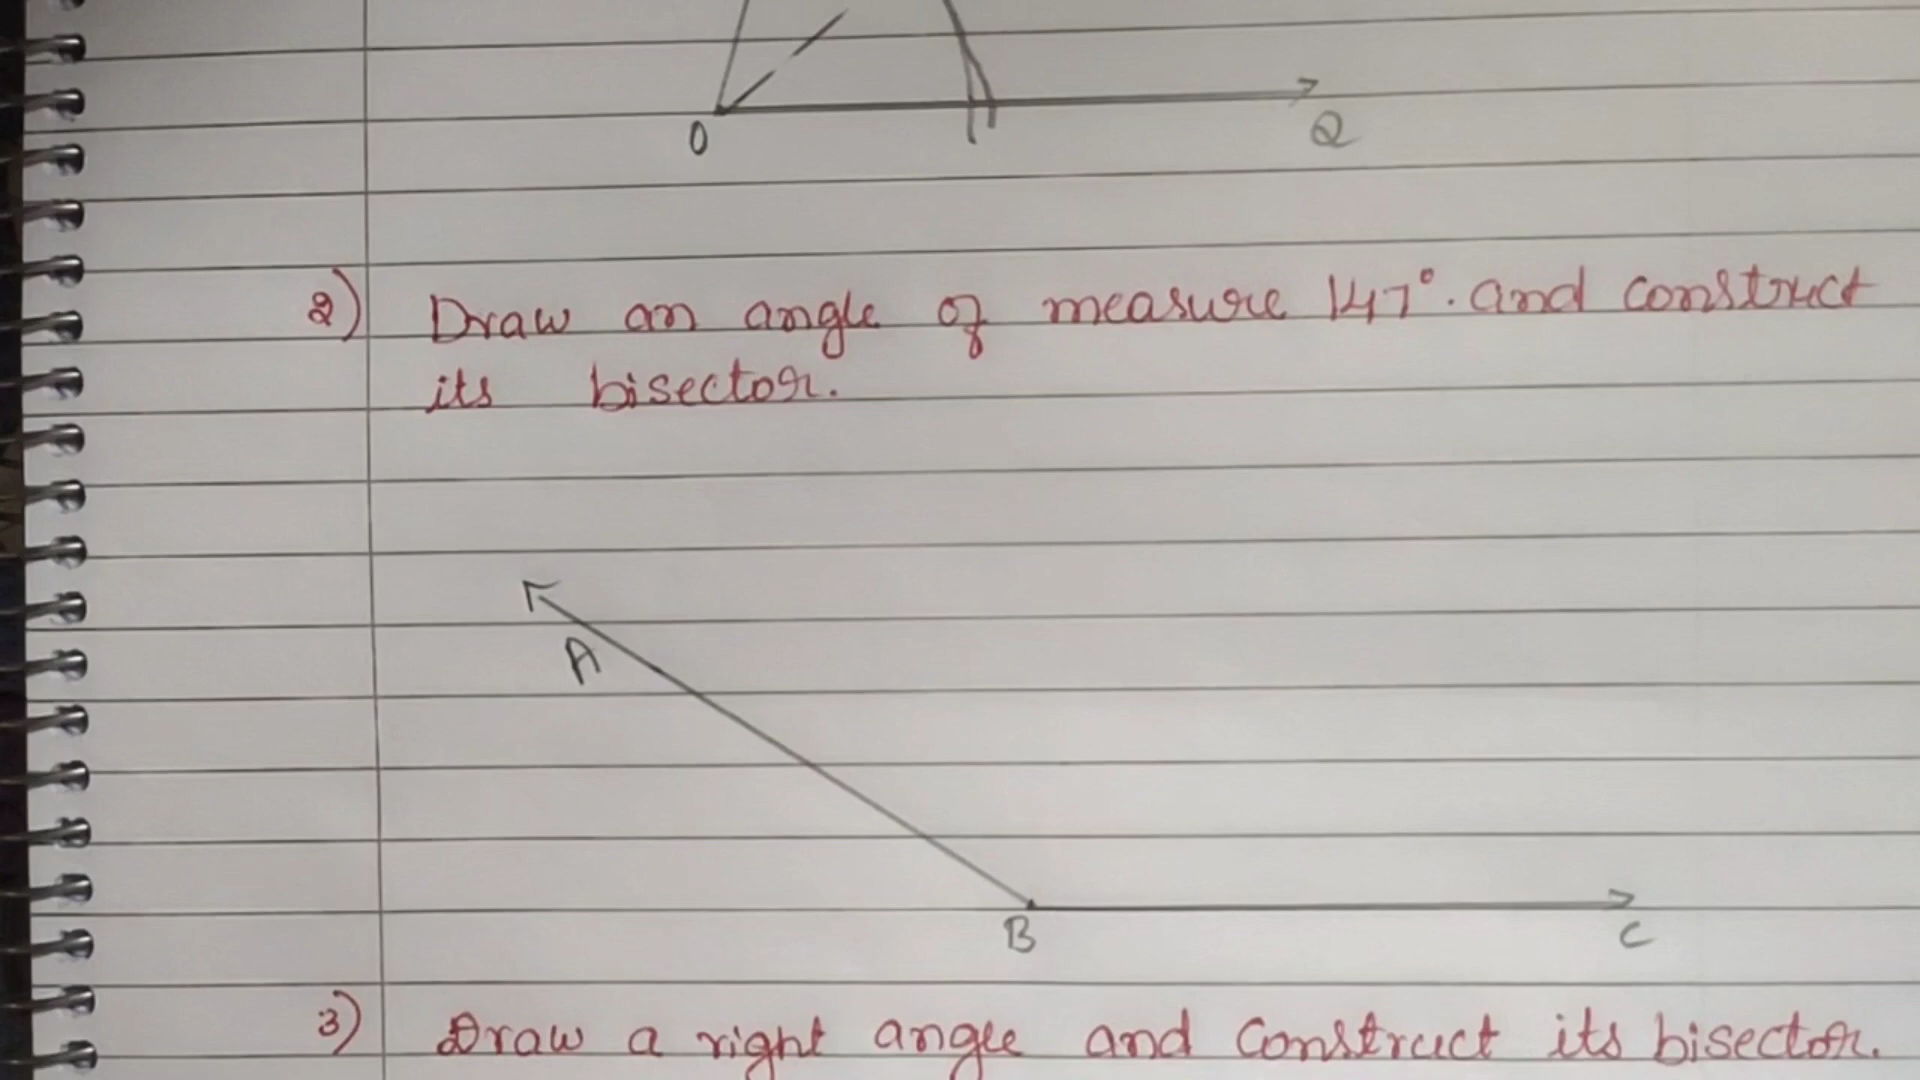 O
Q
2) Draw an angle of measure 147°. and construct
its bisector.
A
B
C
3) Draw a right angle and construct its bisector.